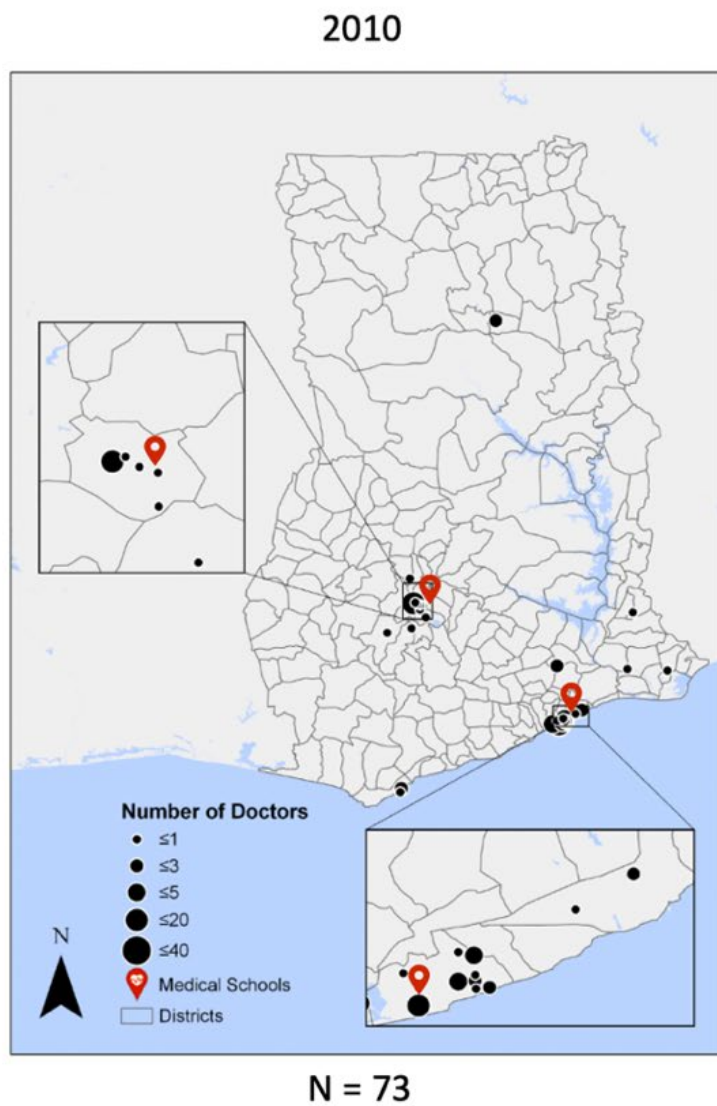 2010
Number of Doctors
≤1
≤3
≤5
≤20
≤40
Medical Schools
Districts
N
N = 73